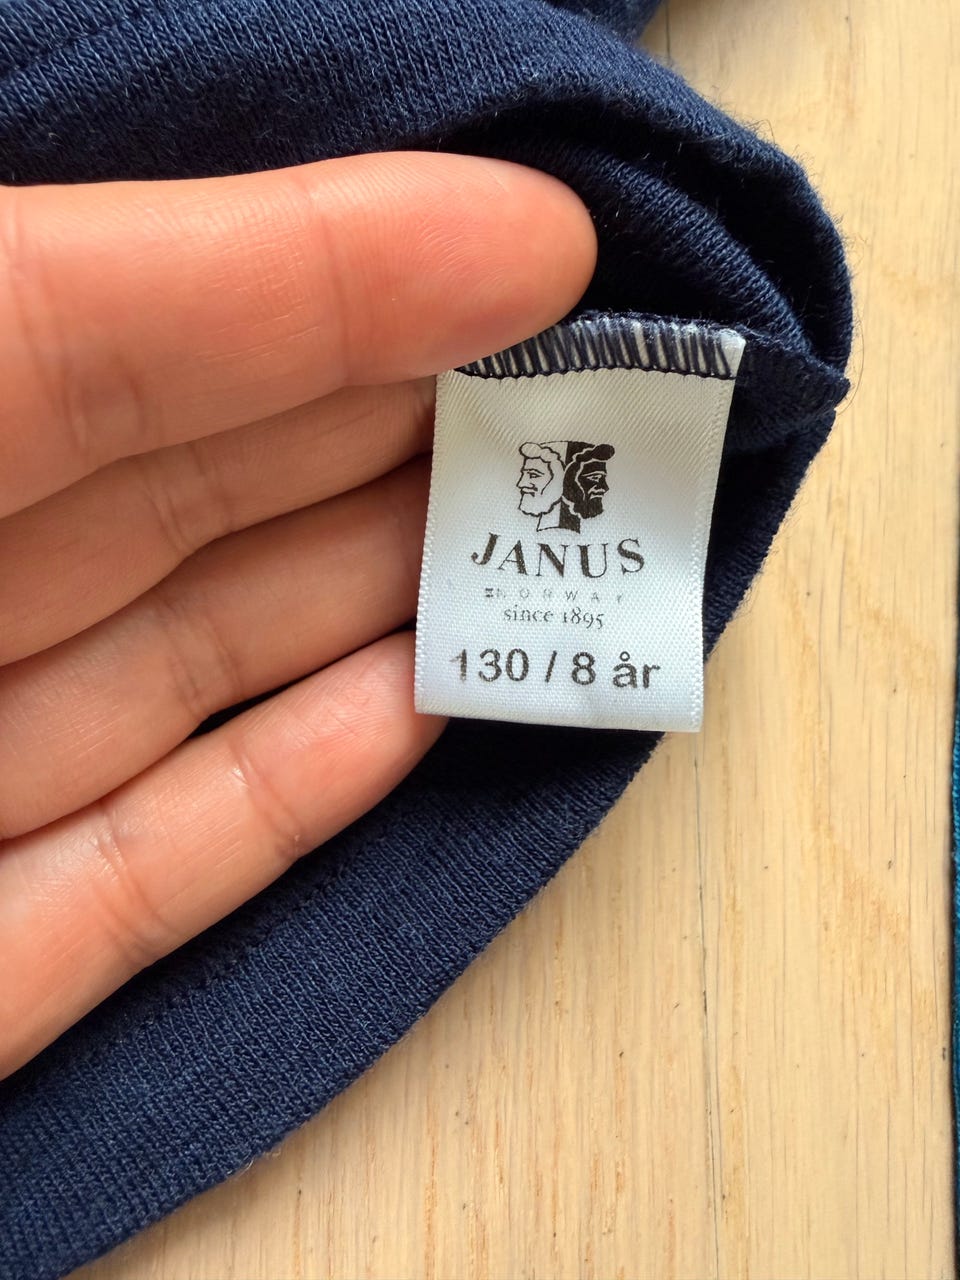 JANUS
NORWAY
since 1895
130 / 8 år